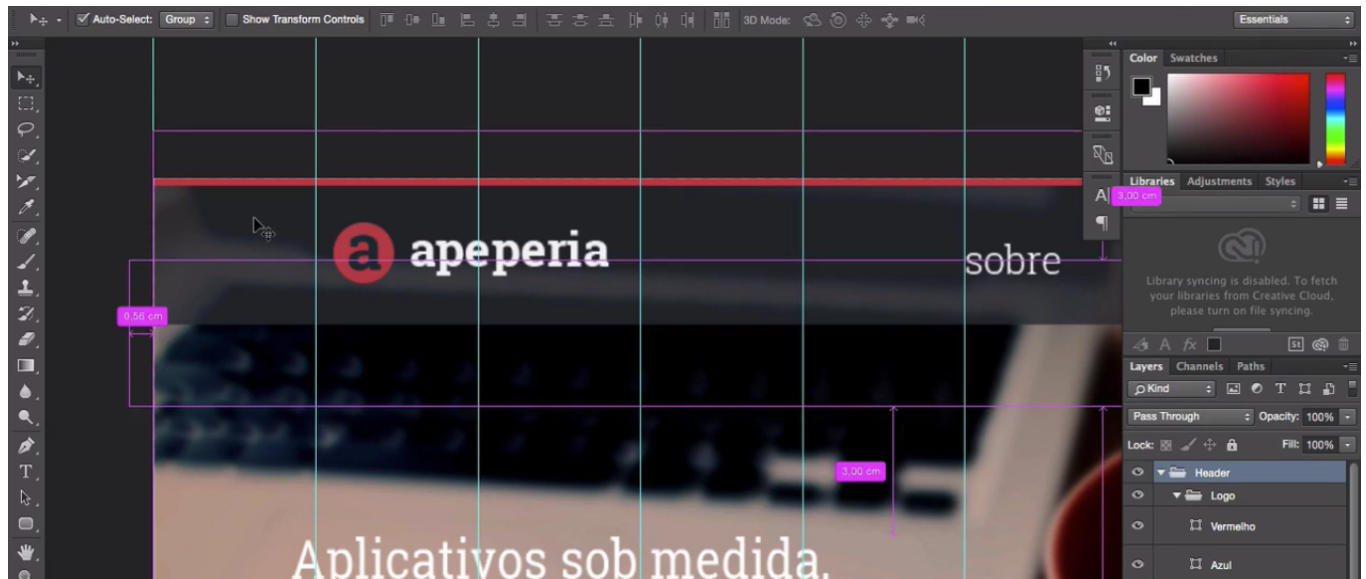 Auto-Select: Group Show Transform Controls 3D Mode: Essentials
Color Swatches
Libraries Adjustments Styles
A 3,00 cm
a apeperia
sobre
Library syncing is disabled. To fetch
your libraries from Creative Cloud,
please turn on file syncing.
0,56 cm
A fx St
Layers Channels Paths
Kind T
Pass Through Opacity: 100%
Lock: Fill: 100%
3,00 cm
Header
T
Logo
Vermelho
Aplicativos sob medida,
Azul